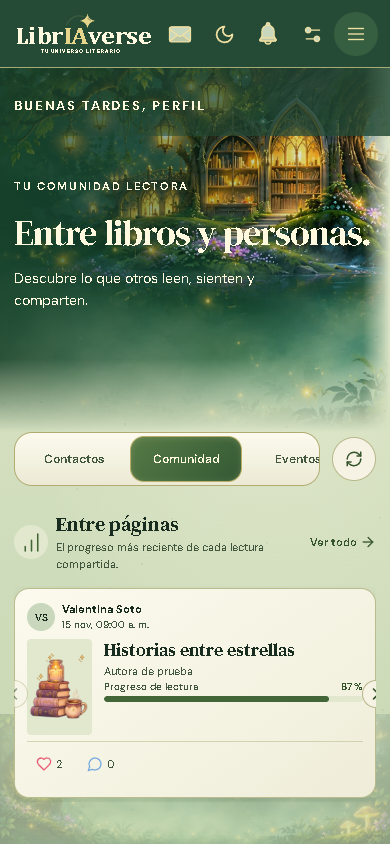 LibrIAverse
TU UNIVERSO LITERARIO
BUENAS TARDES, PERFIL
TU COMUNIDAD LECTORA
Entre libros y personas.
Descubre lo que otros leen, sienten y
comparten.
Contactos
Comunidad
Eventos
Entre páginas
El progreso más reciente de cada lectura
compartida.
Ver todo
VS
Valentina Soto
15 nov, 09:00 a. m.
Historias entre estrellas
Autora de prueba
Progreso de lectura
87%
2
0